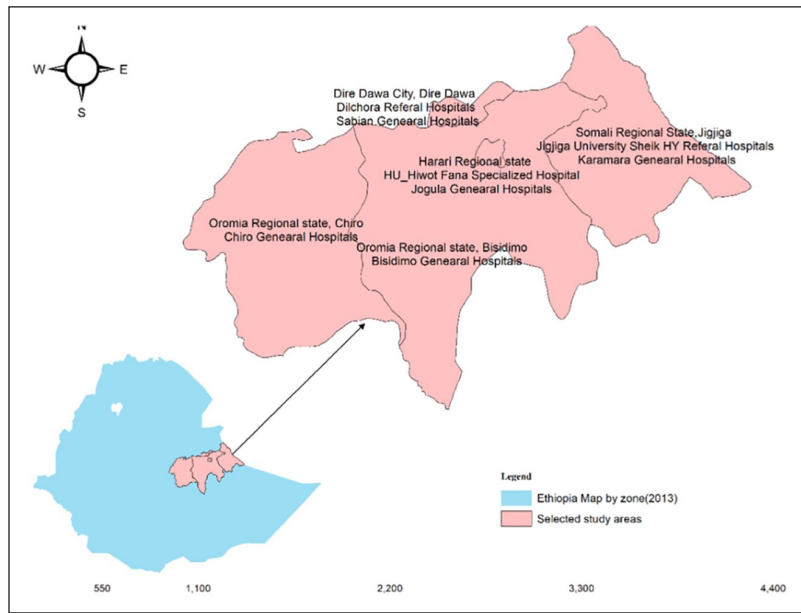 N
W E
S
Dire Dawa City, Dire Dawa
Dilchora Referal Hospitals
Sabian Genearal Hospitals
Somali Regional State,Jigjiga
Jigjiga University Sheik HY Referal Hospitals
Karamara Genearal Hospitals
Harari Regional state
HU_Hiwot Fana Specialized Hospital
Jogula Genearal Hospitals
Oromia Regional state, Chiro
Chiro Genearal Hospitals
Oromia Regional state, Bisidimo
Bisidimo Genearal Hospitals
Legend
Ethiopia Map by zone(2013)
Selected study areas
550 1,100 2,200 3,300 4,400